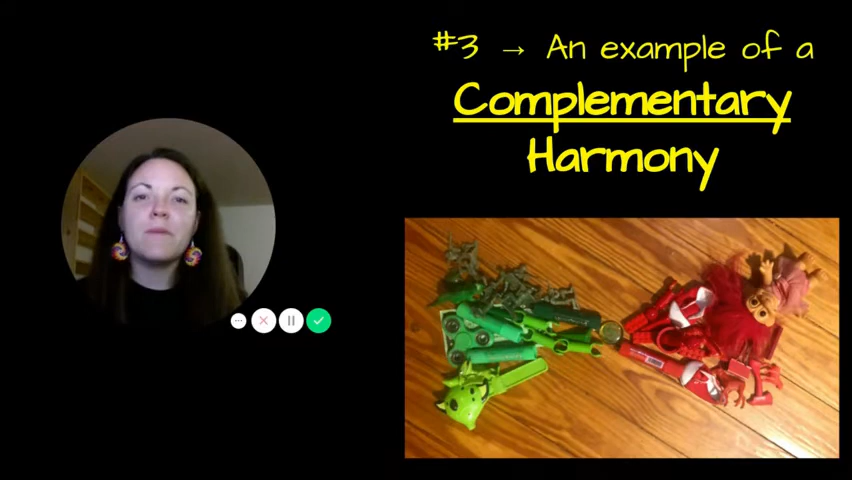 #3 → An example of a
Complementary
Harmony